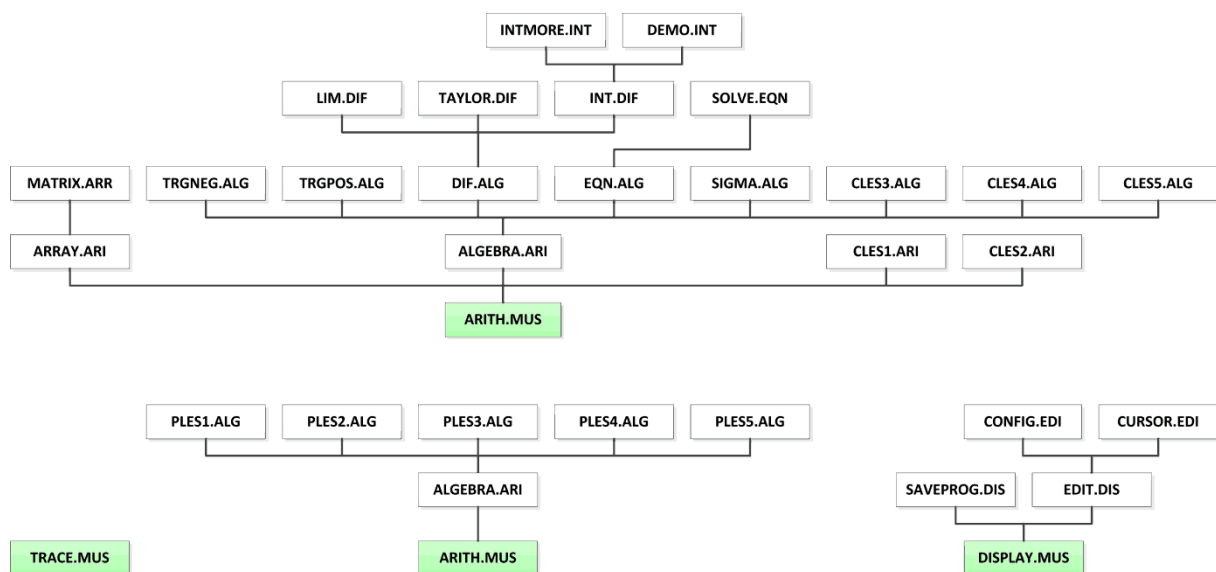 INTMORE.INT
DEMO.INT
LIM.DIF
TAYLOR.DIF
INT.DIF
SOLVE.EQN
MATRIX.ARR
TRGNEG.ALG
TRGPOS.ALG
DIF.ALG
EQN.ALG
SIGMA.ALG
CLES3.ALG
CLES4.ALG
CLES5.ALG
ARRAY.ARI
ALGEBRA.ARI
CLES1.ARI
CLES2.ARI
ARITH.MUS
PLES1.ALG
PLES2.ALG
PLES3.ALG
PLES4.ALG
PLES5.ALG
CONFIG.EDI
CURSOR.EDI
ALGEBRA.ARI
SAVEPROG.DIS
EDIT.DIS
TRACE.MUS
ARITH.MUS
DISPLAY.MUS